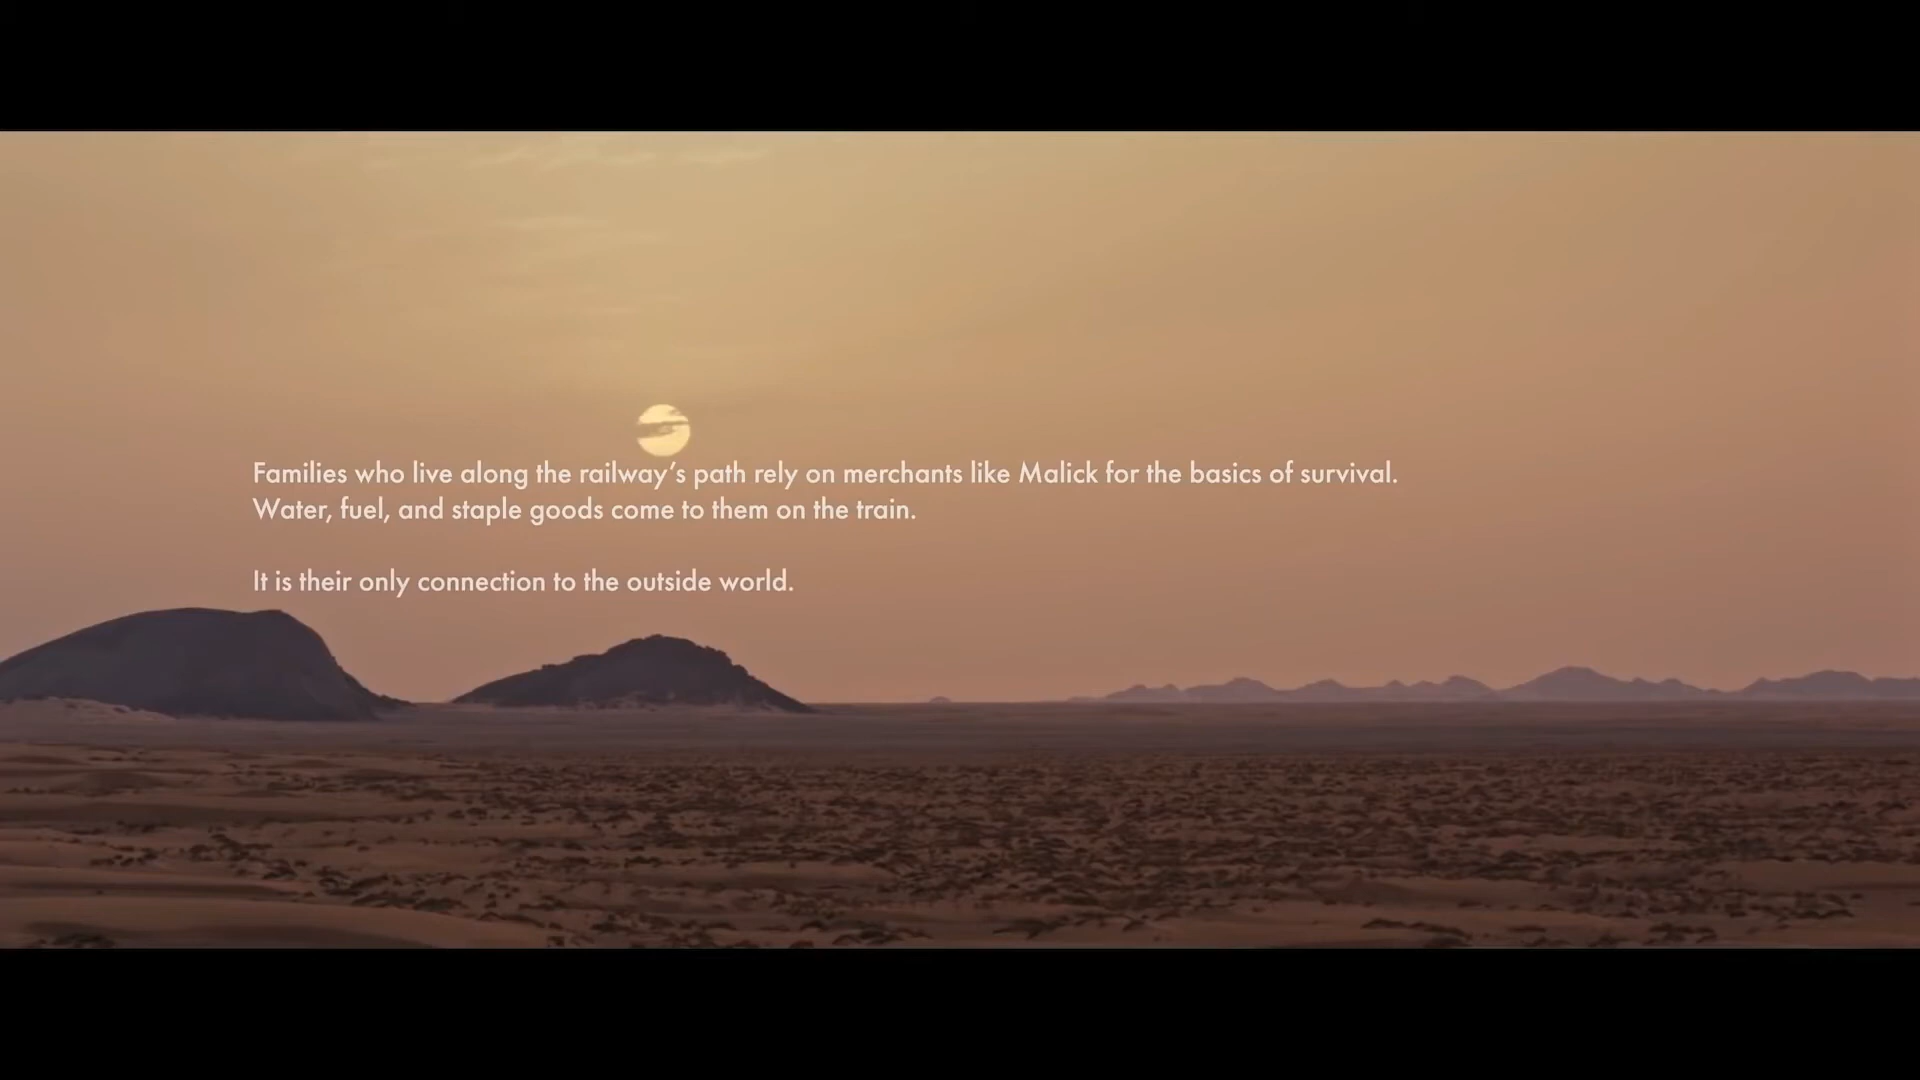 Families who live along the railway’s path rely on merchants like Malick for the basics of survival.
Water, fuel, and staple goods come to them on the train.
It is their only connection to the outside world.